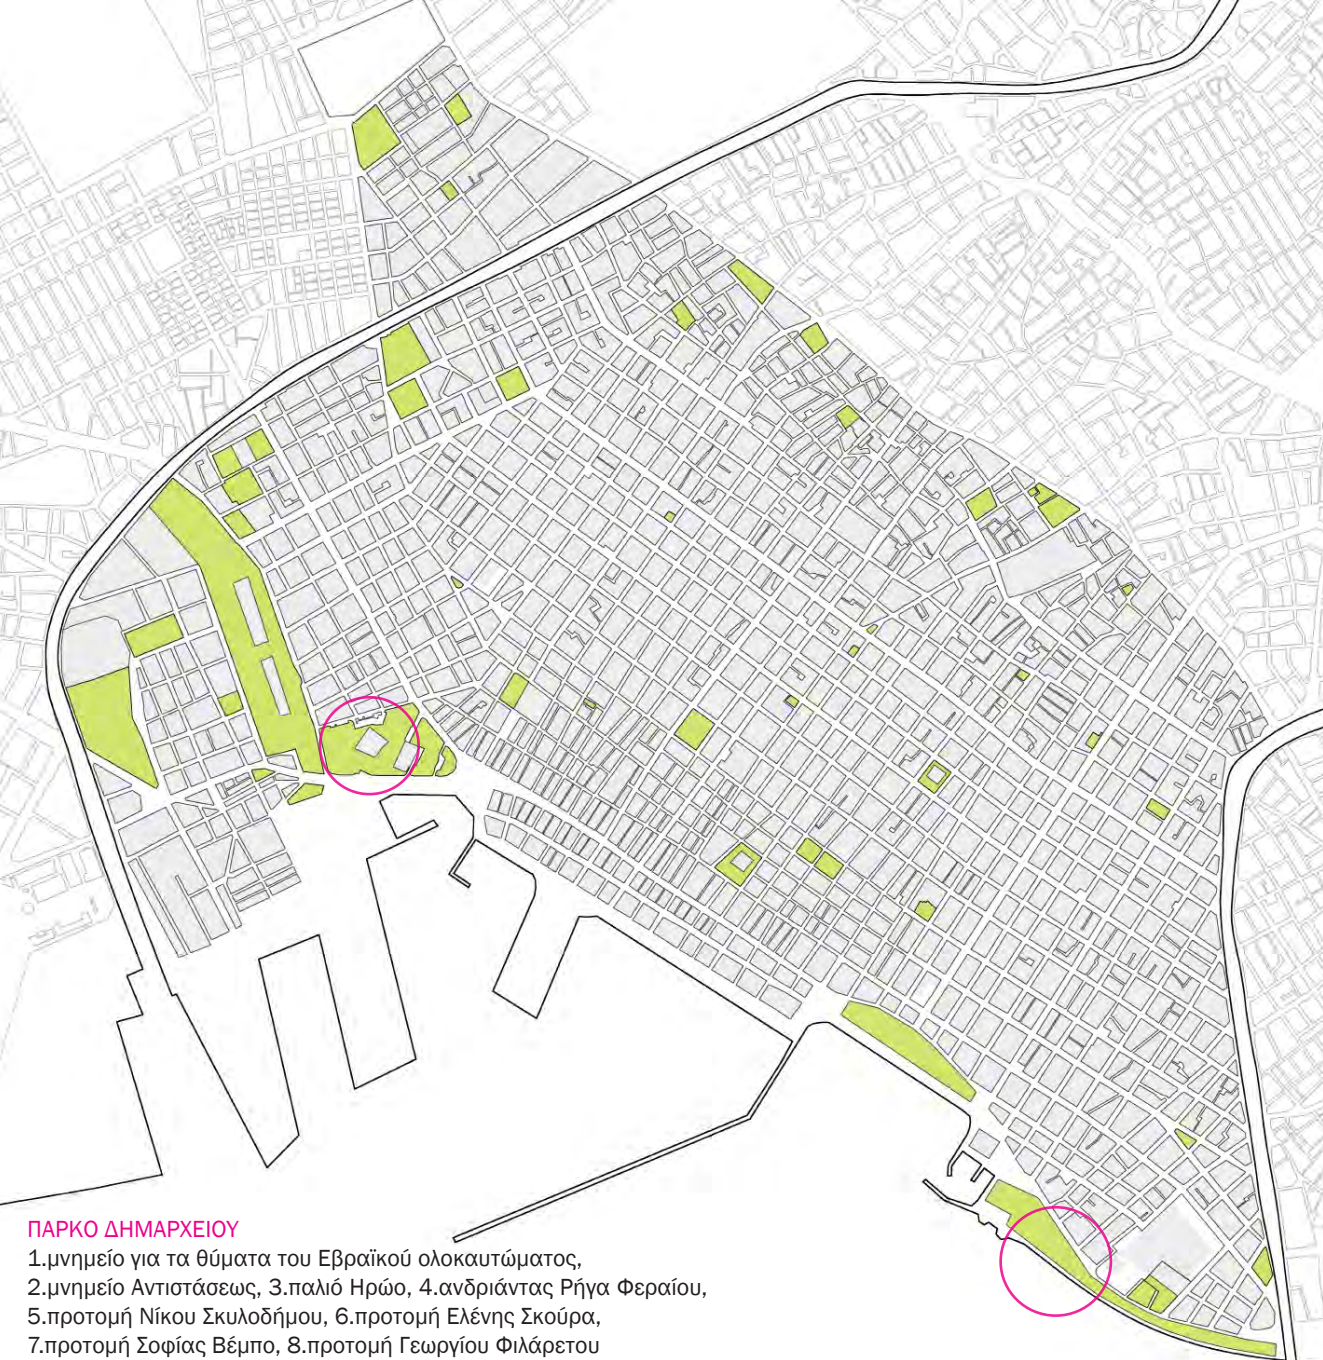 ΠΑΡΚΟ ΔΗΜΑΡΧΕΙΟΥ
1.μνημείο για τα θύματα του Εβραϊκού ολοκαυτώματος,
2.μνημείο Αντιστάσεως, 3.παλιό Ηρώο, 4.ανδριάντας Ρήγα Φεραίου,
5.προτομή Νίκου Σκυλοδήμου, 6.προτομή Ελένης Σκούρα,
7.προτομή Σοφίας Βέμπο, 8.προτομή Γεωργίου Φιλάρετου